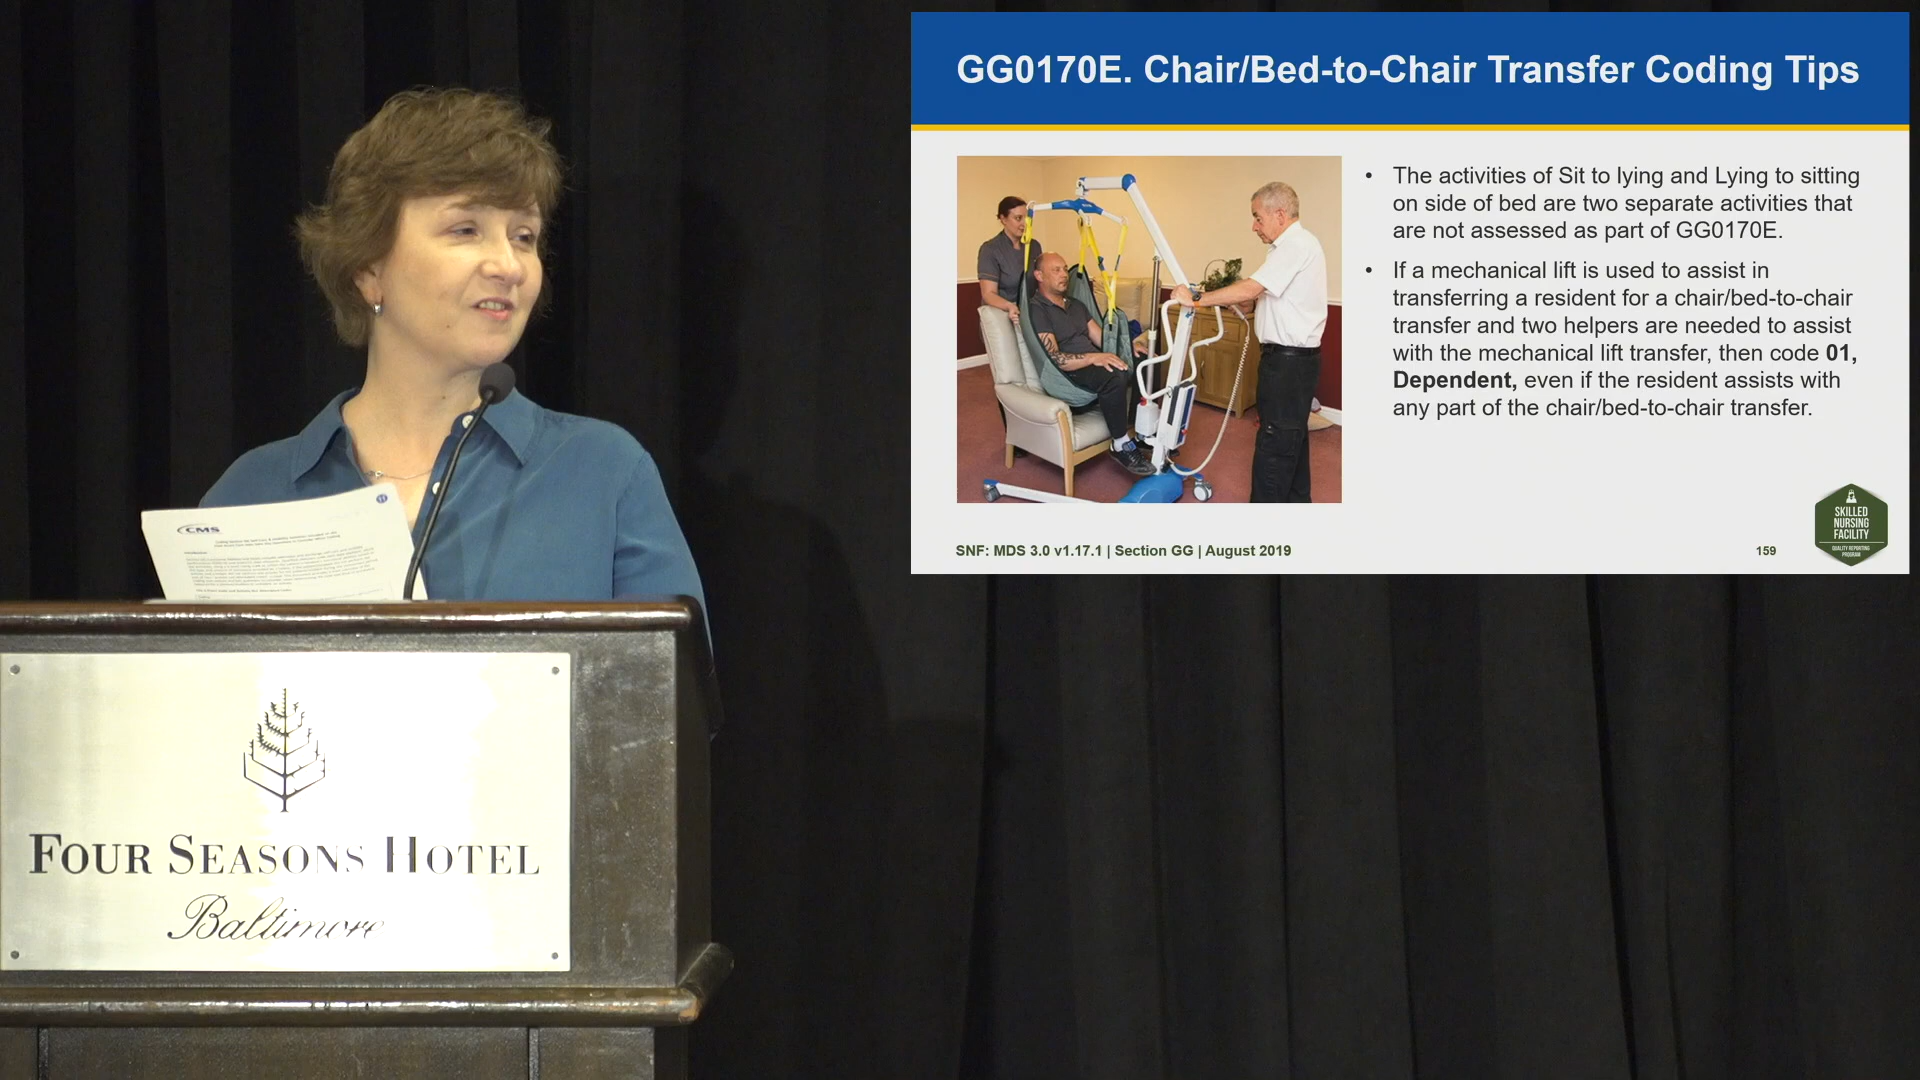 GG0170E. Chair/Bed-to-Chair Transfer Coding Tips
• The activities of Sit to lying and Lying to sitting
on side of bed are two separate activities that
are not assessed as part of GG0170E.
• If a mechanical lift is used to assist in
transferring a resident for a chair/bed-to-chair
transfer and two helpers are needed to assist
with the mechanical lift transfer, then code 01,
Dependent, even if the resident assists with
any part of the chair/bed-to-chair transfer.
SNF: MDS 3.0 v1.17.1 | Section GG | August 2019
159
SKILLED
NURSING
FACILITY
QUALITY REPORTING
PROGRAM
CMS
FOUR SEASONS HOTEL
Baltimore